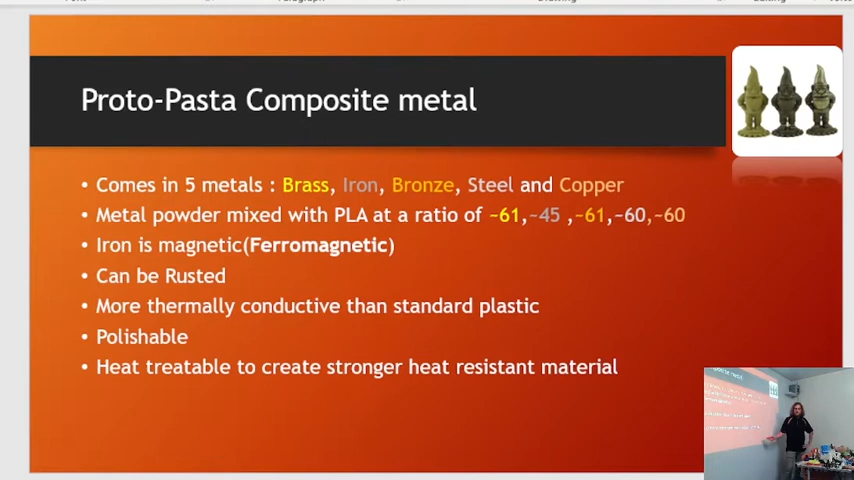 Proto-Pasta Composite metal
• Comes in 5 metals : Brass, Iron, Bronze, Steel and Copper
• Metal powder mixed with PLA at a ratio of ~61,~45 ,~61,~60,~60
• Iron is magnetic(Ferromagnetic)
• Can be Rusted
• More thermally conductive than standard plastic
• Polishable
• Heat treatable to create stronger heat resistant material